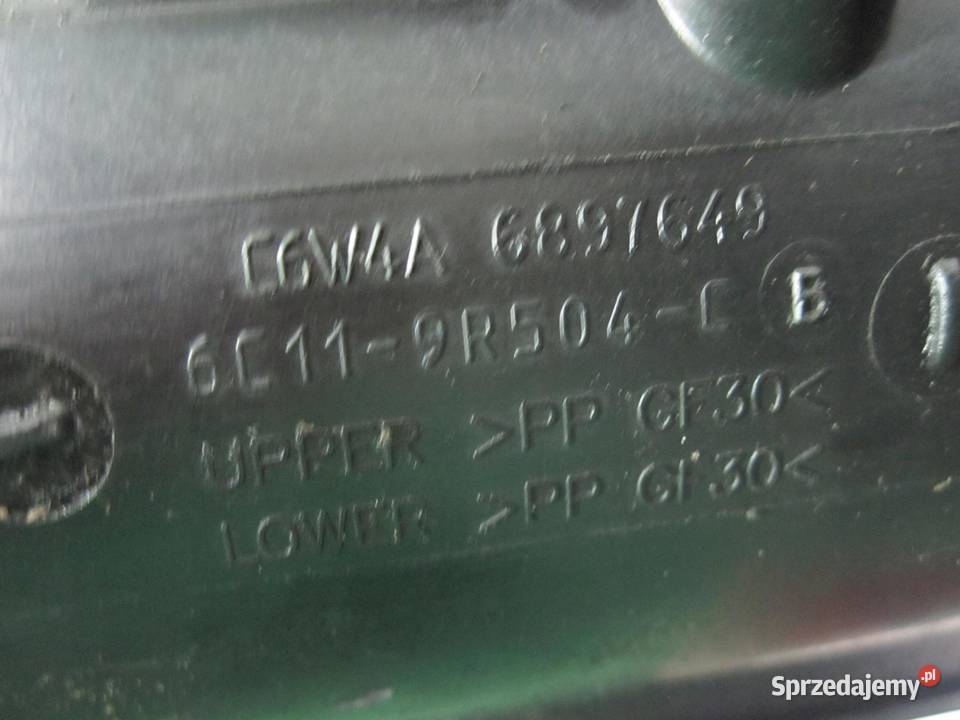 C6W4A 6897649
6C11-9R504-C B
UPPER >PP GF30<
LOWER >PP GF30<
Sprzedajemy.pl